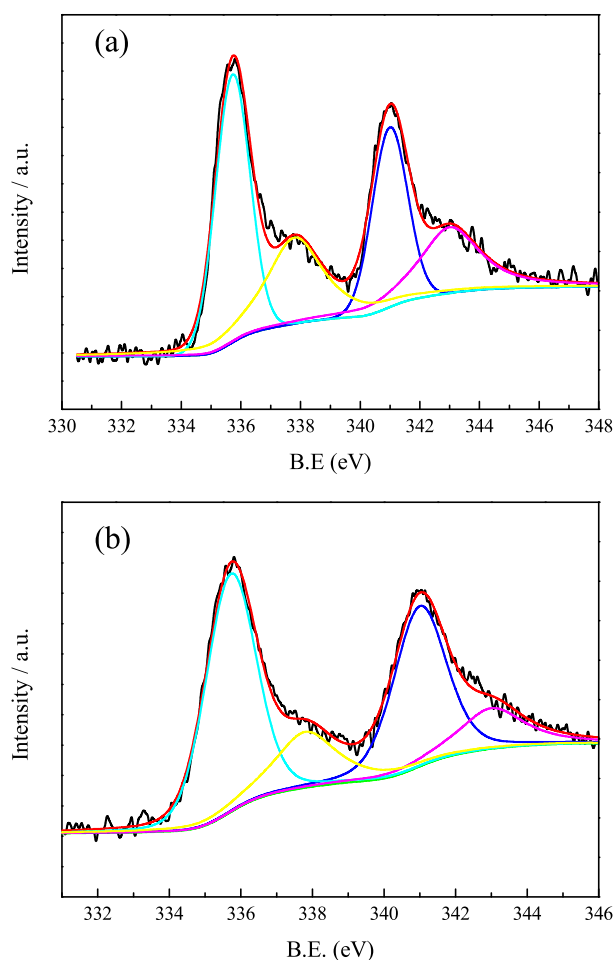 (a)
Intensity / a.u.
330 332 334 336 338 340 342 344 346 348
B.E (eV)
(b)
Intensity / a.u.
332 334 336 338 340 342 344 346
B.E. (eV)